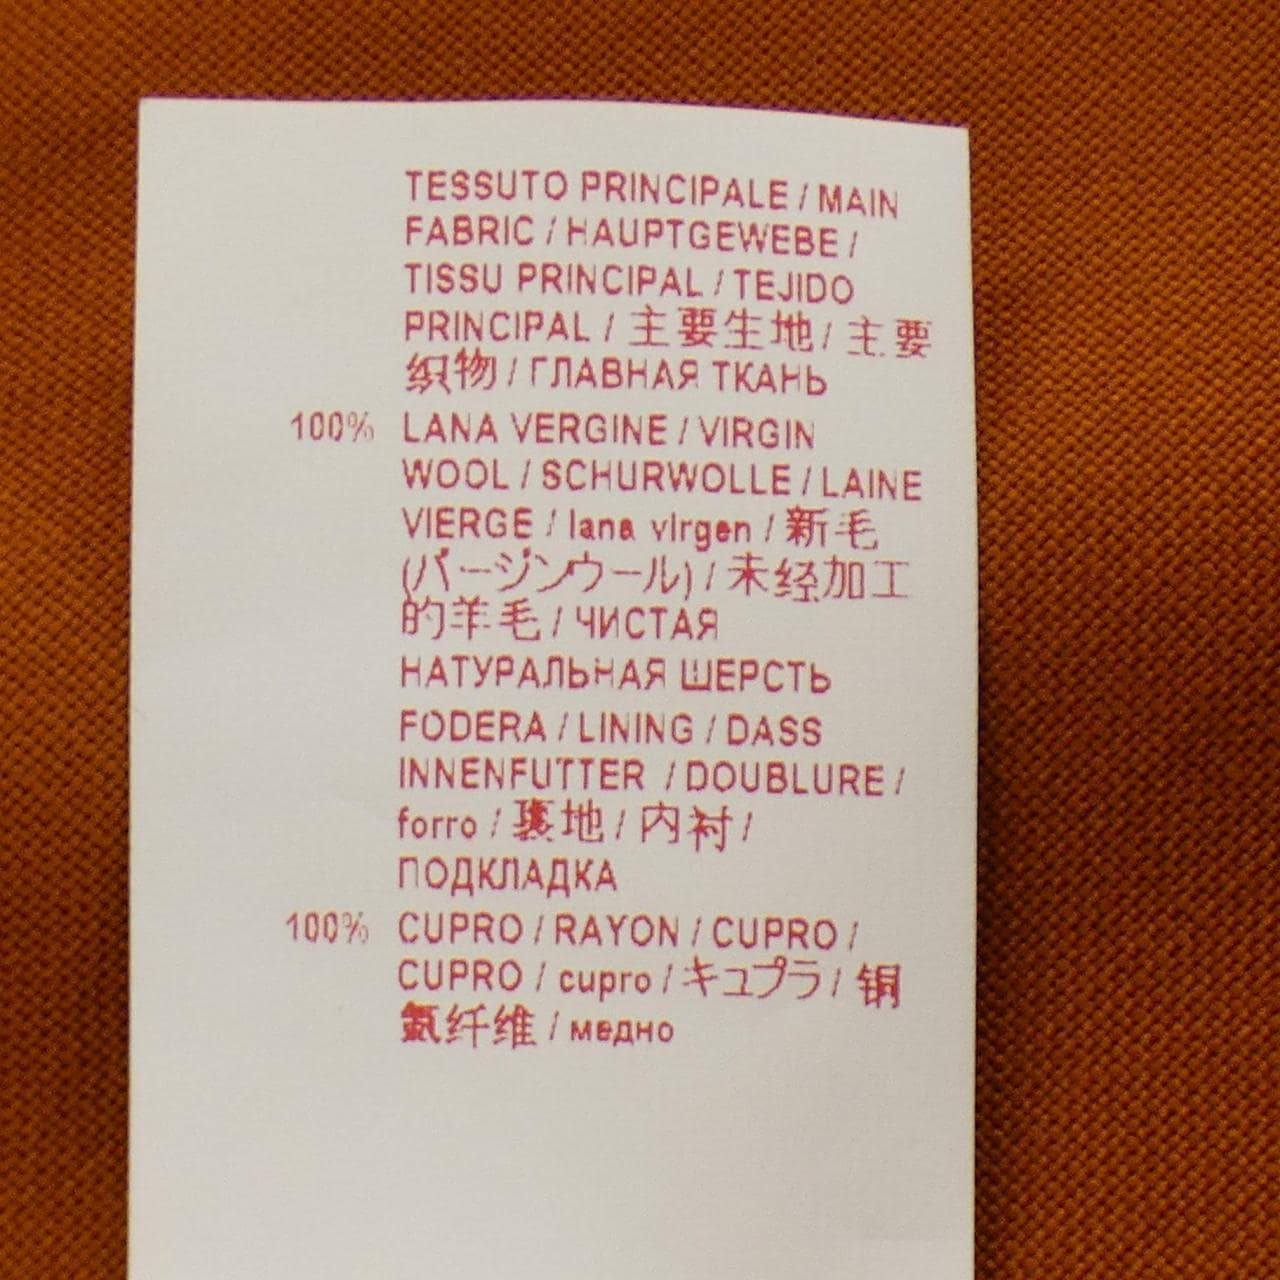 TESSUTO PRINCIPALE / MAIN
FABRIC / HAUPTGEWEBE /
TISSU PRINCIPAL / TEJIDO
PRINCIPAL / 主要生地 / 主要
织物 / ГЛАВНАЯ ТКАНЬ
100% LANA VERGINE / VIRGIN
WOOL / SCHURWOLLE / LAINE
VIERGE / lana virgen / 新毛
(バージンウール) / 未经加工
的羊毛 / ЧИСТАЯ
НАТУРАЛЬНАЯ ШЕРСТЬ
FODERA / LINING / DASS
INNENFUTTER / DOUBLURE /
forro / 裏地 / 内衬 /
ПОДКЛАДКА
100% CUPRO / RAYON / CUPRO /
CUPRO / cupro / キュプラ / 铜
氨纤维 / медно